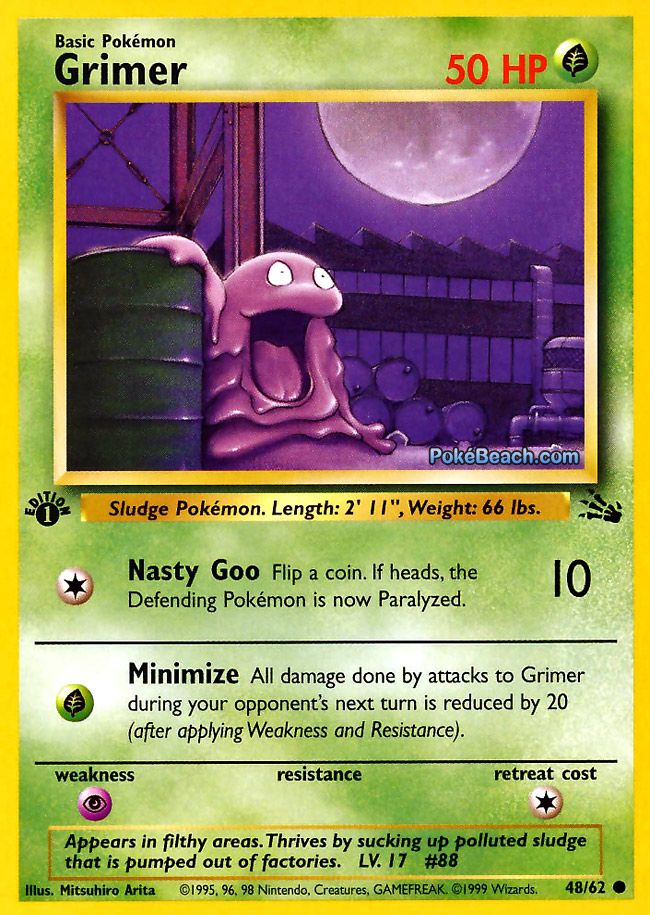 Basic Pokémon
Grimer
50 HP
PokéBeach.com
EDITION
1
Sludge Pokémon. Length: 2' 11", Weight: 66 lbs.
Nasty Goo Flip a coin. If heads, the
Defending Pokémon is now Paralyzed.
10
Minimize All damage done by attacks to Grimer
during your opponent's next turn is reduced by 20
(after applying Weakness and Resistance).
weakness
resistance
retreat cost
Appears in filthy areas. Thrives by sucking up polluted sludge
that is pumped out of factories. LV. 17 #88
Illus. Mitsuhiro Arita ©1995, 96, 98 Nintendo, Creatures, GAMEFREAK. ©1999 Wizards. 48/62